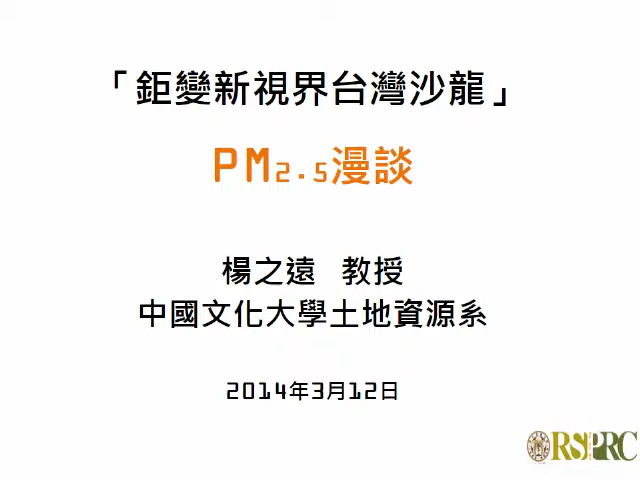 「鉅變新視界台灣沙龍」
PM2.5漫談
楊之遠 教授
中國文化大學土地資源系
2014年3月12日
RSPRC